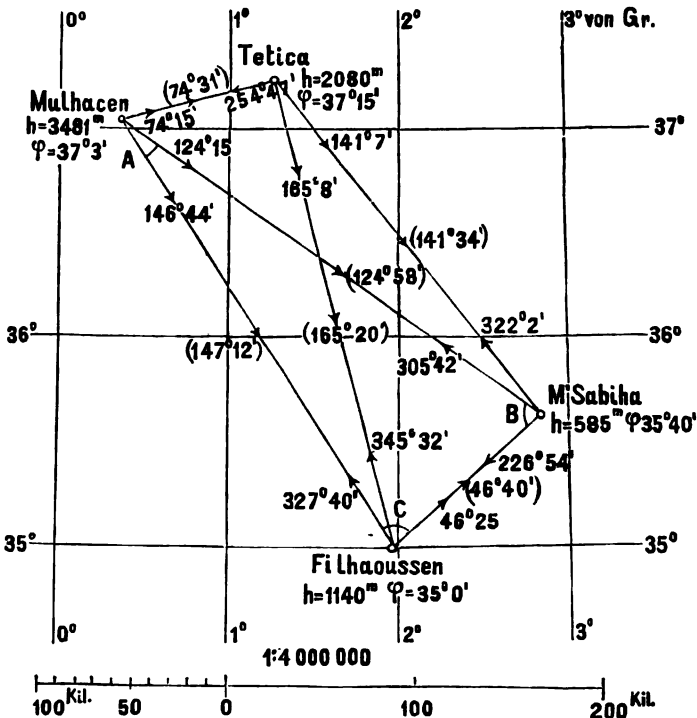 0° 1° 2° 3° von Gr.
Tetica
h=2080ᵐ
φ=37°15'
Mulhacen
h=3481ᵐ
φ=37°3'
(74°31')
74°15'
254°47'
37°
A
124°15
141°7'
165°8'
146°44'
(141°34')
(124°58')
36° 36°
(147°12')
(165°20')
322°2'
305°42'
M'Sabiha
h=585ᵐ φ35°40'
B
345°32'
226°54'
(46°40')
46°25
327°40'
C
35° 35°
Filhaoussen
h=1140ᵐ φ=35°0'
0° 1° 2° 3°
1:4 000 000
100 Kil. 50 0 100 200 Kil.